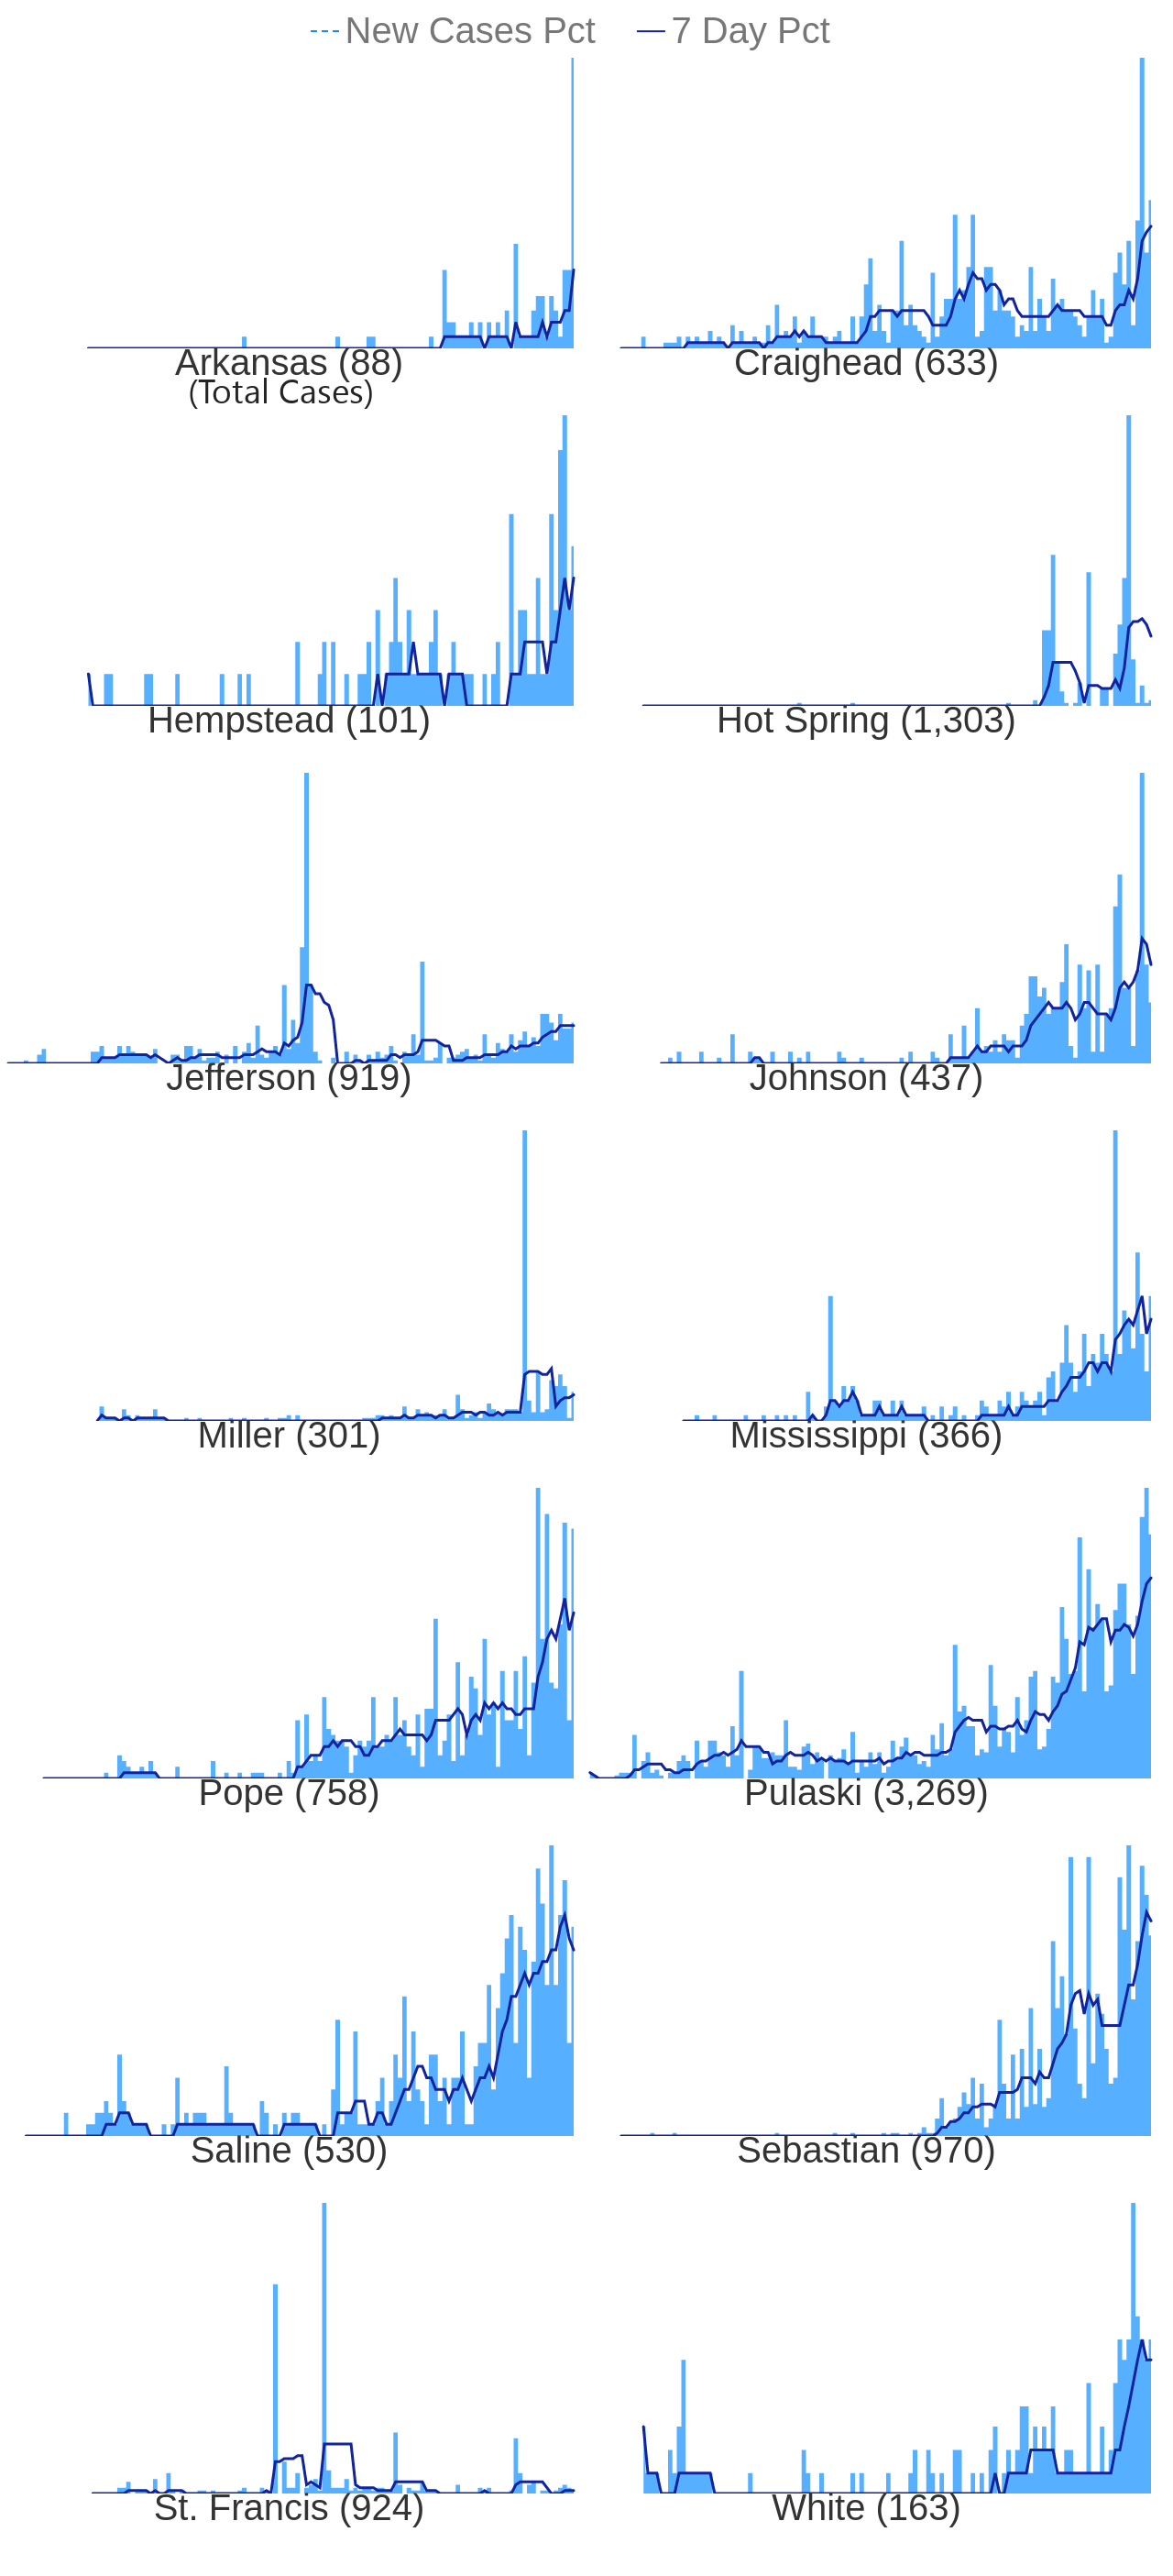 New Cases Pct 7 Day Pct
Arkansas (88) Craighead (633)
(Total Cases)
Hempstead (101) Hot Spring (1,303)
Jefferson (919) Johnson (437)
Miller (301) Mississippi (366)
Pope (758) Pulaski (3,269)
Saline (530) Sebastian (970)
St. Francis (924) White (163)